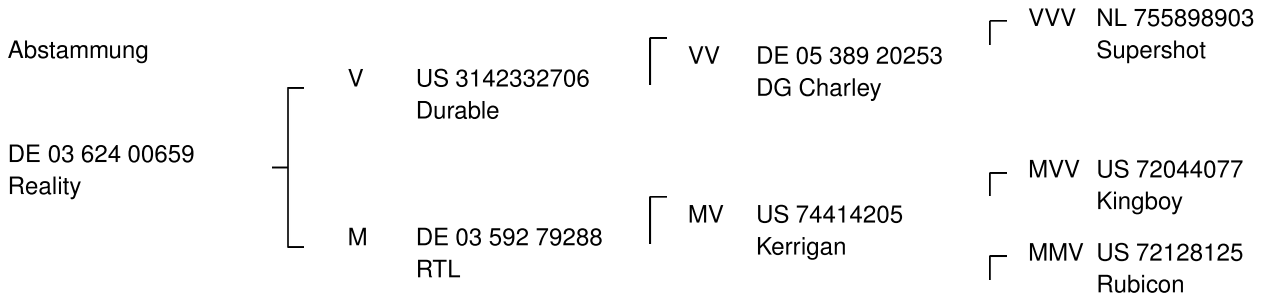 Abstammung
DE 03 624 00659
Reality
V US 3142332706
Durable
M DE 03 592 79288
RTL
VV DE 05 389 20253
DG Charley
MV US 74414205
Kerrigan
VVV NL 755898903
Supershot
MVV US 72044077
Kingboy
MMV US 72128125
Rubicon